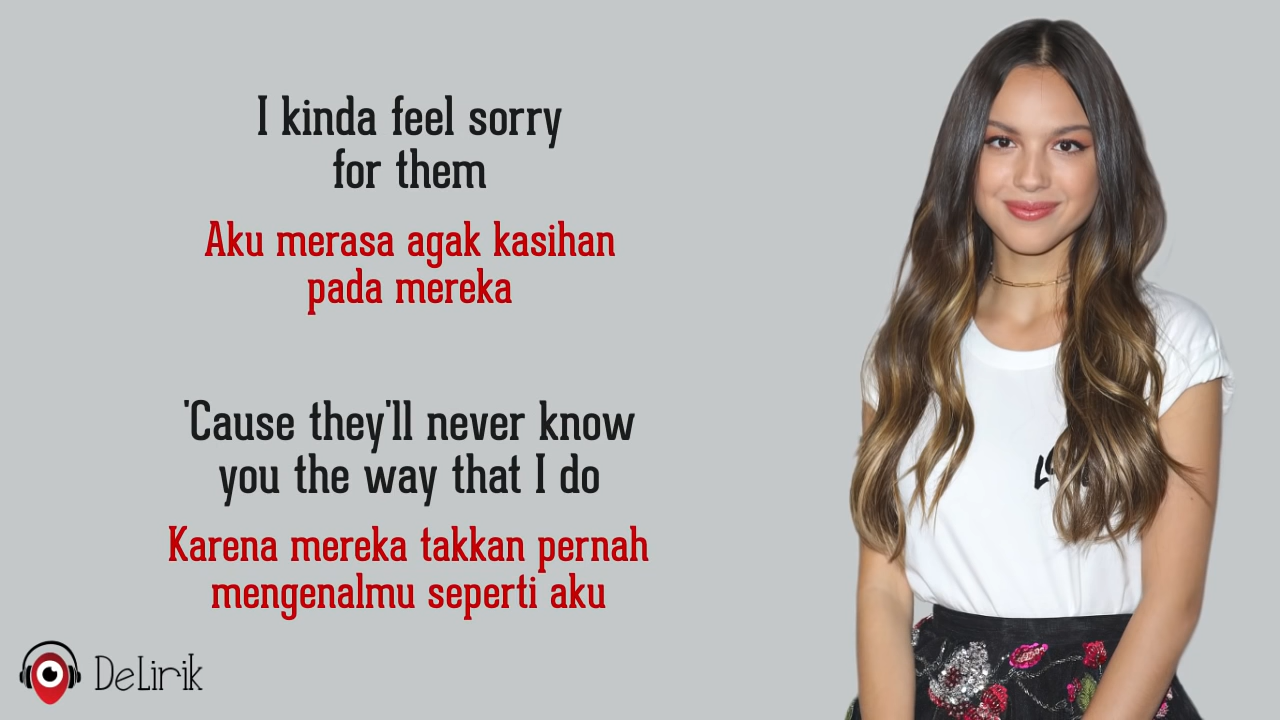 I kinda feel sorry
for them
Aku merasa agak kasihan
pada mereka
'Cause they'll never know
you the way that I do
Karena mereka takkan pernah
mengenalmu seperti aku
DeLirik